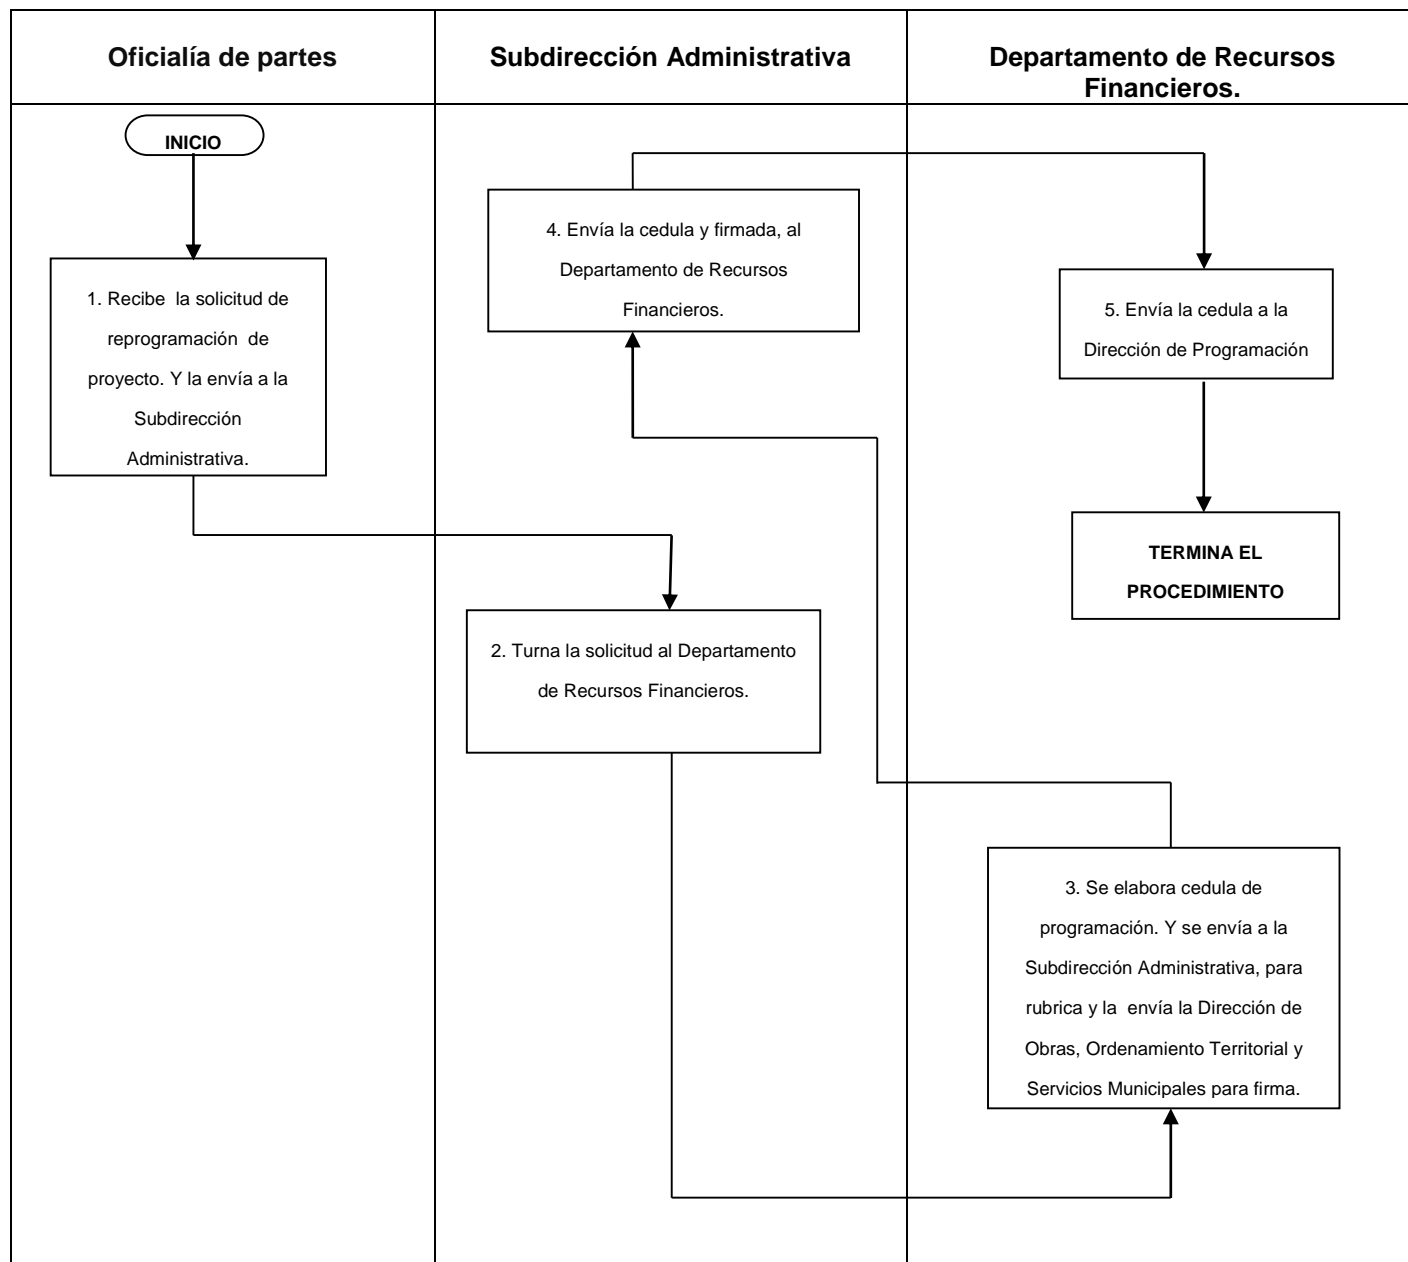 Oficialía de partes
Subdirección Administrativa
Departamento de Recursos
Financieros.
INICIO
1. Recibe la solicitud de
reprogramación de
proyecto. Y la envía a la
Subdirección
Administrativa.
2. Turna la solicitud al Departamento
de Recursos Financieros.
3. Se elabora cedula de
programación. Y se envía a la
Subdirección Administrativa, para
rubrica y la envía la Dirección de
Obras, Ordenamiento Territorial y
Servicios Municipales para firma.
4. Envía la cedula y firmada, al
Departamento de Recursos
Financieros.
5. Envía la cedula a la
Dirección de Programación
TERMINA EL
PROCEDIMIENTO